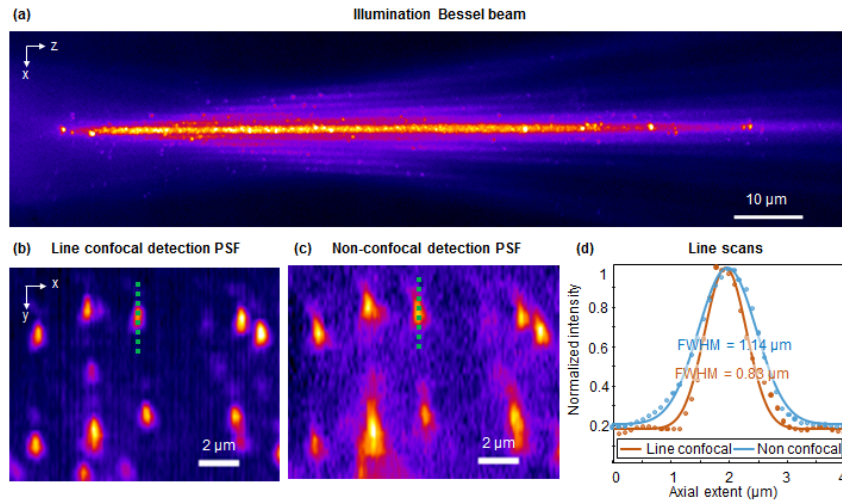 (a) Illumination Bessel beam
z
x
10 µm
(b) Line confocal detection PSF
(c) Non-confocal detection PSF
(d) Line scans
x
y
2 µm
2 µm
Normalized intensity
1
0.8
0.6
0.4
0.2
FWHM = 1.14 µm
FWHM = 0.83 µm
Line confocal
Non confocal
0 1 2 3 4
Axial extent (µm)